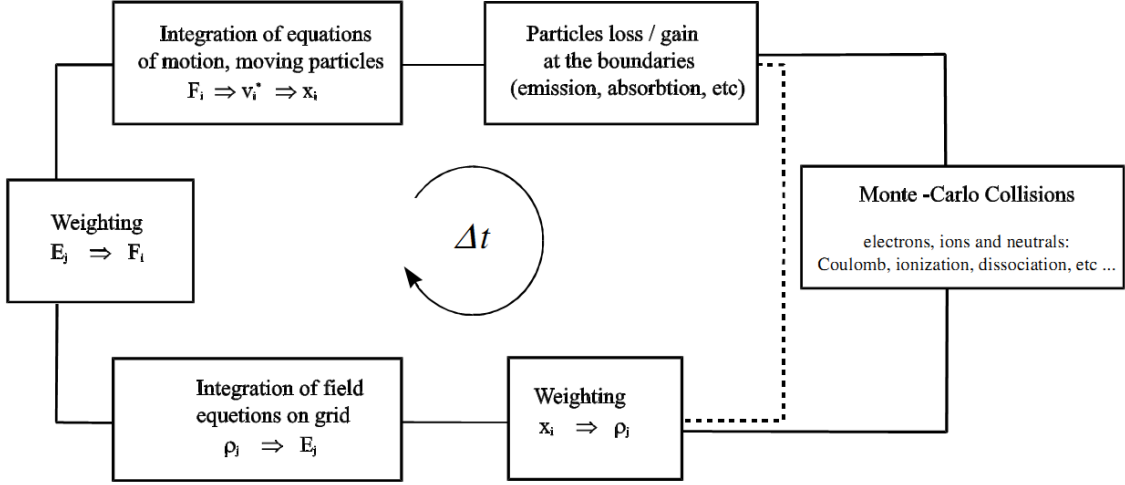 Integration of equations
of motion, moving particles
Fᵢ ⇒ vᵢ* ⇒ xᵢ
Particles loss / gain
at the boundaries
(emission, absorbtion, etc)
Weighting
Eⱼ ⇒ Fᵢ
Δt
Monte -Carlo Collisions
electrons, ions and neutrals:
Coulomb, ionization, dissociation, etc ...
Integration of field
equetions on grid
ρⱼ ⇒ Eⱼ
Weighting
xᵢ ⇒ ρⱼ